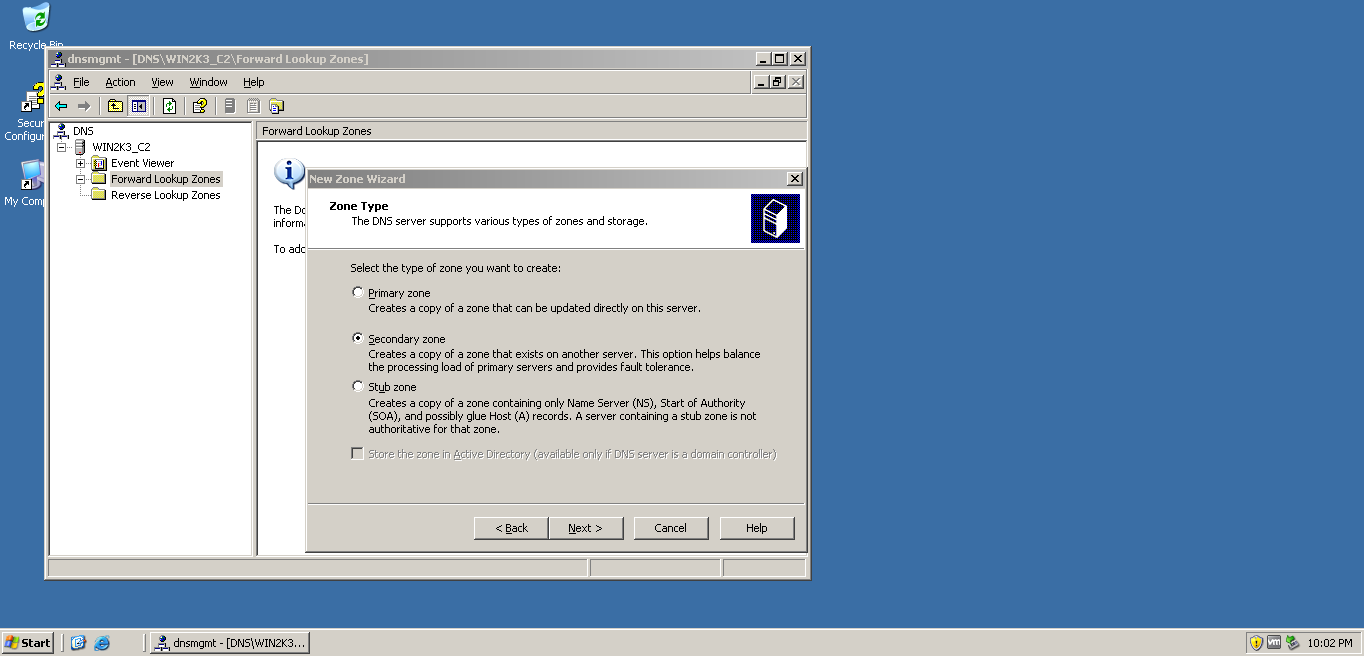 Recycle Bin
dnsmgmt - [DNS\WIN2K3_C2\Forward Lookup Zones]
File Action View Window Help
Secur
Configur
My Comp
DNS
WIN2K3_C2
Event Viewer
Forward Lookup Zones
Reverse Lookup Zones
Forward Lookup Zones
The Do
informa
To add
New Zone Wizard
Zone Type
The DNS server supports various types of zones and storage.
Select the type of zone you want to create:
Primary zone
Creates a copy of a zone that can be updated directly on this server.
Secondary zone
Creates a copy of a zone that exists on another server. This option helps balance
the processing load of primary servers and provides fault tolerance.
Stub zone
Creates a copy of a zone containing only Name Server (NS), Start of Authority
(SOA), and possibly glue Host (A) records. A server containing a stub zone is not
authoritative for that zone.
Store the zone in Active Directory (available only if DNS server is a domain controller)
< Back Next > Cancel Help
Start dnsmgmt - [DNS\WIN2K3... vm 10:02 PM